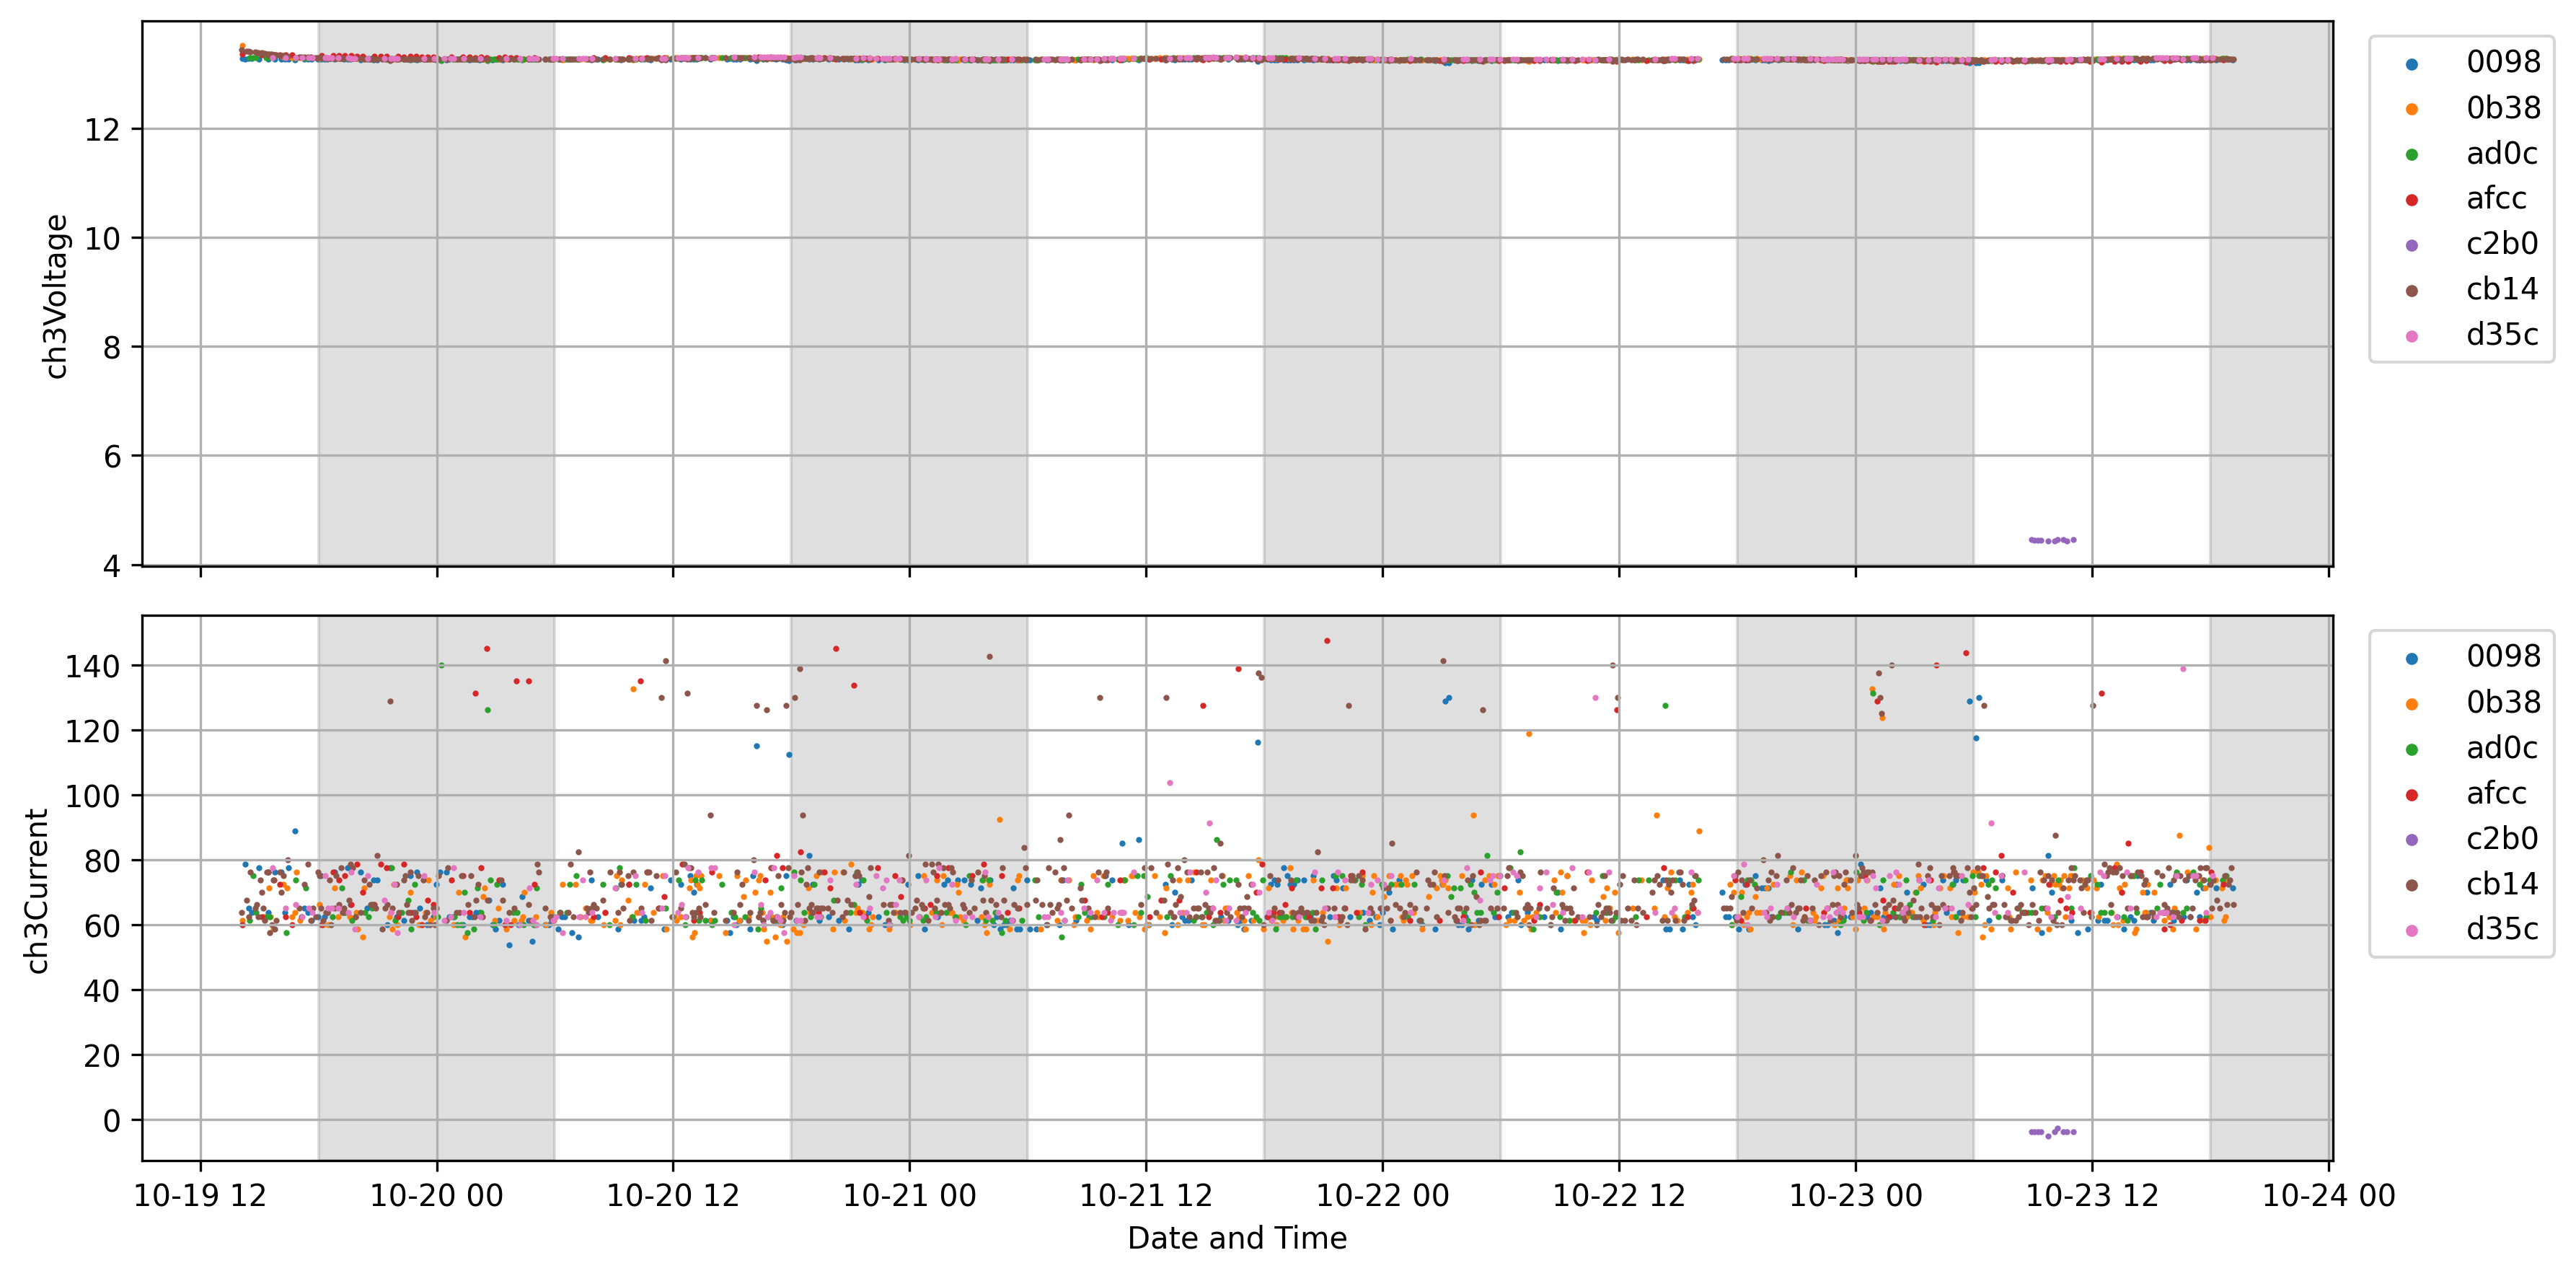 ch3Voltage
12
10
8
6
4
0098
0b38
ad0c
afcc
c2b0
cb14
d35c
ch3Current
140
120
100
80
60
40
20
0
0098
0b38
ad0c
afcc
c2b0
cb14
d35c
10-19 12 10-20 00 10-20 12 10-21 00 10-21 12 10-22 00 10-22 12 10-23 00 10-23 12 10-24 00
Date and Time